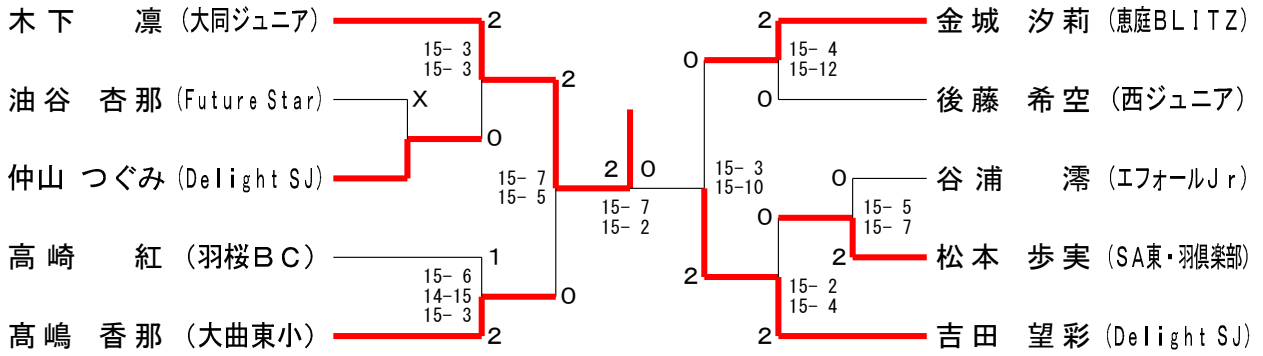 木下 凛 (大同ジュニア)
2
15- 3
15- 3
油谷 杏那 (Future Star)
X
2
0
仲山 つぐみ (Delight SJ)
15- 7
15- 5
高崎 紅 (羽桜BC)
1
15- 6
14-15
15- 3
0
髙嶋 香那 (大曲東小)
2
2 0
15- 7
15- 2
2 金城 汐莉 (恵庭BLITZ)
15- 4
15-12
0
0 後藤 希空 (西ジュニア)
15- 3
15-10
0 谷浦 澪 (エフォールJr)
15- 5
15- 7
0
2 松本 歩実 (SA東・羽倶楽部)
2
15- 2
15- 4
2 吉田 望彩 (Delight SJ)